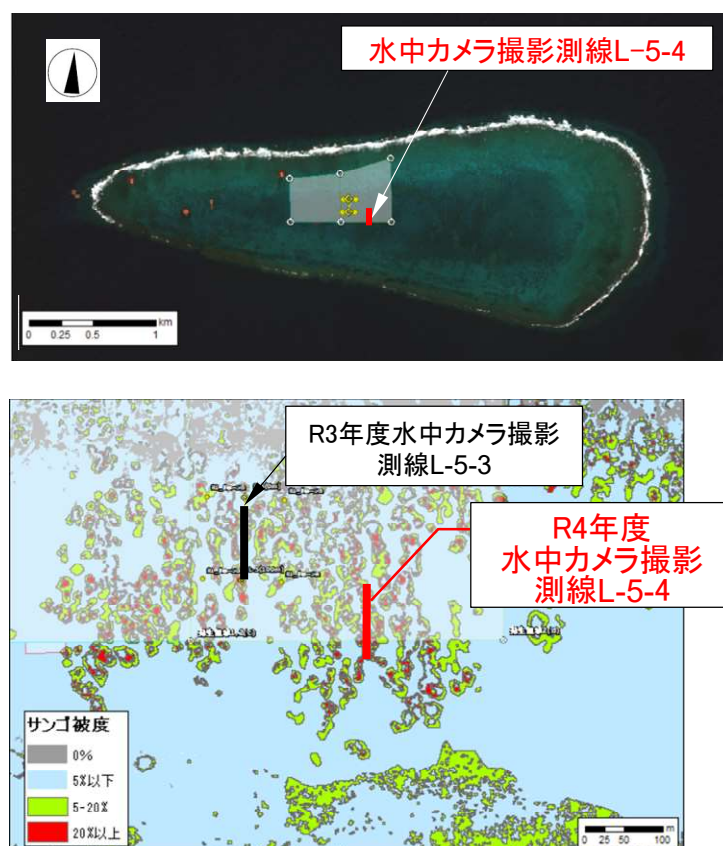 水中カメラ撮影測線L-5-4
km
0 0.25 0.5 1
R3年度水中カメラ撮影
測線L-5-3
R4年度
水中カメラ撮影
測線L-5-4
サンゴ被度
0%
5%以下
5-20%
20%以上
m
0 25 50 100